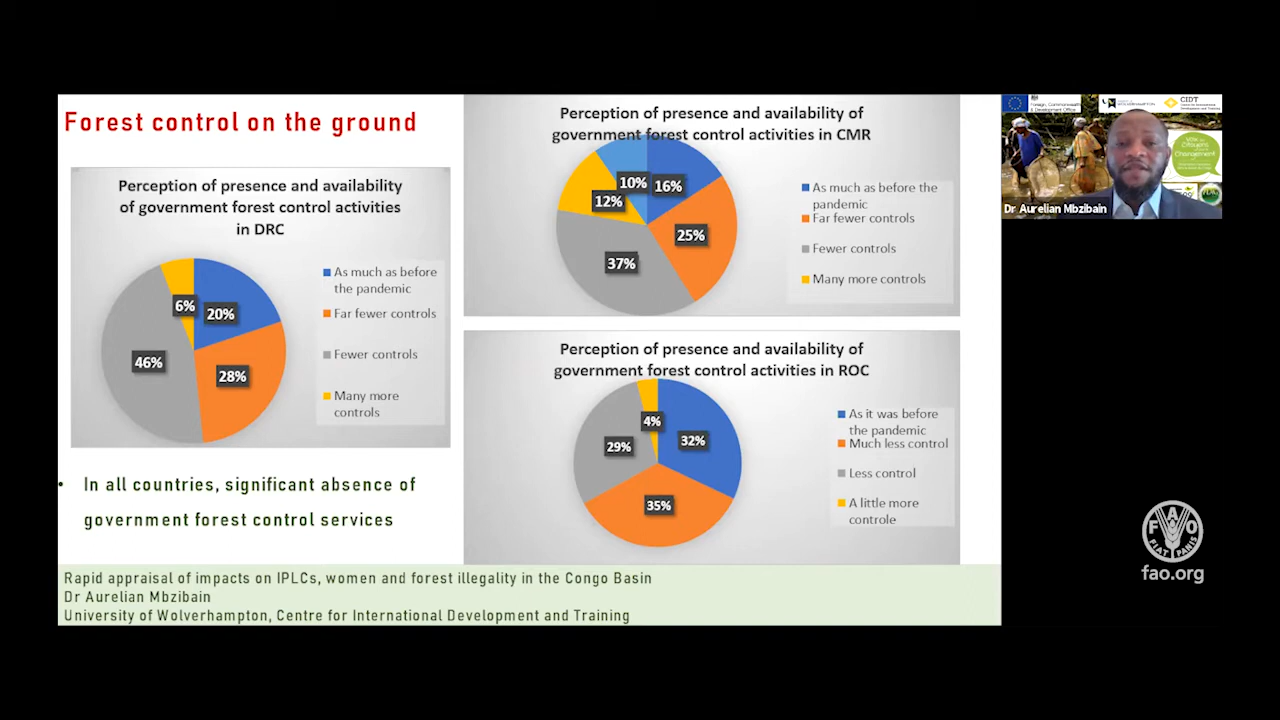 Forest control on the ground
Perception of presence and availability
of government forest control activities
in DRC
6%
20%
46%
28%
As much as before
the pandemic
Far fewer controls
Fewer controls
Many more
controls
In all countries, significant absence of
government forest control services
Perception of presence and availability of
government forest control activities in CMR
10%
16%
12%
25%
37%
As much as before the
pandemic
Far fewer controls
Fewer controls
Many more controls
Perception of presence and availability of
government forest control activities in ROC
4%
32%
29%
35%
As it was before
the pandemic
Much less control
Less control
A little more
controle
Rapid appraisal of impacts on IPLCs, women and forest illegality in the Congo Basin
Dr Aurelian Mbzibain
University of Wolverhampton, Centre for International Development and Training
CIDT
Dr Aurelian Mbzibain
FAO
FIAT PANIS
fao.org